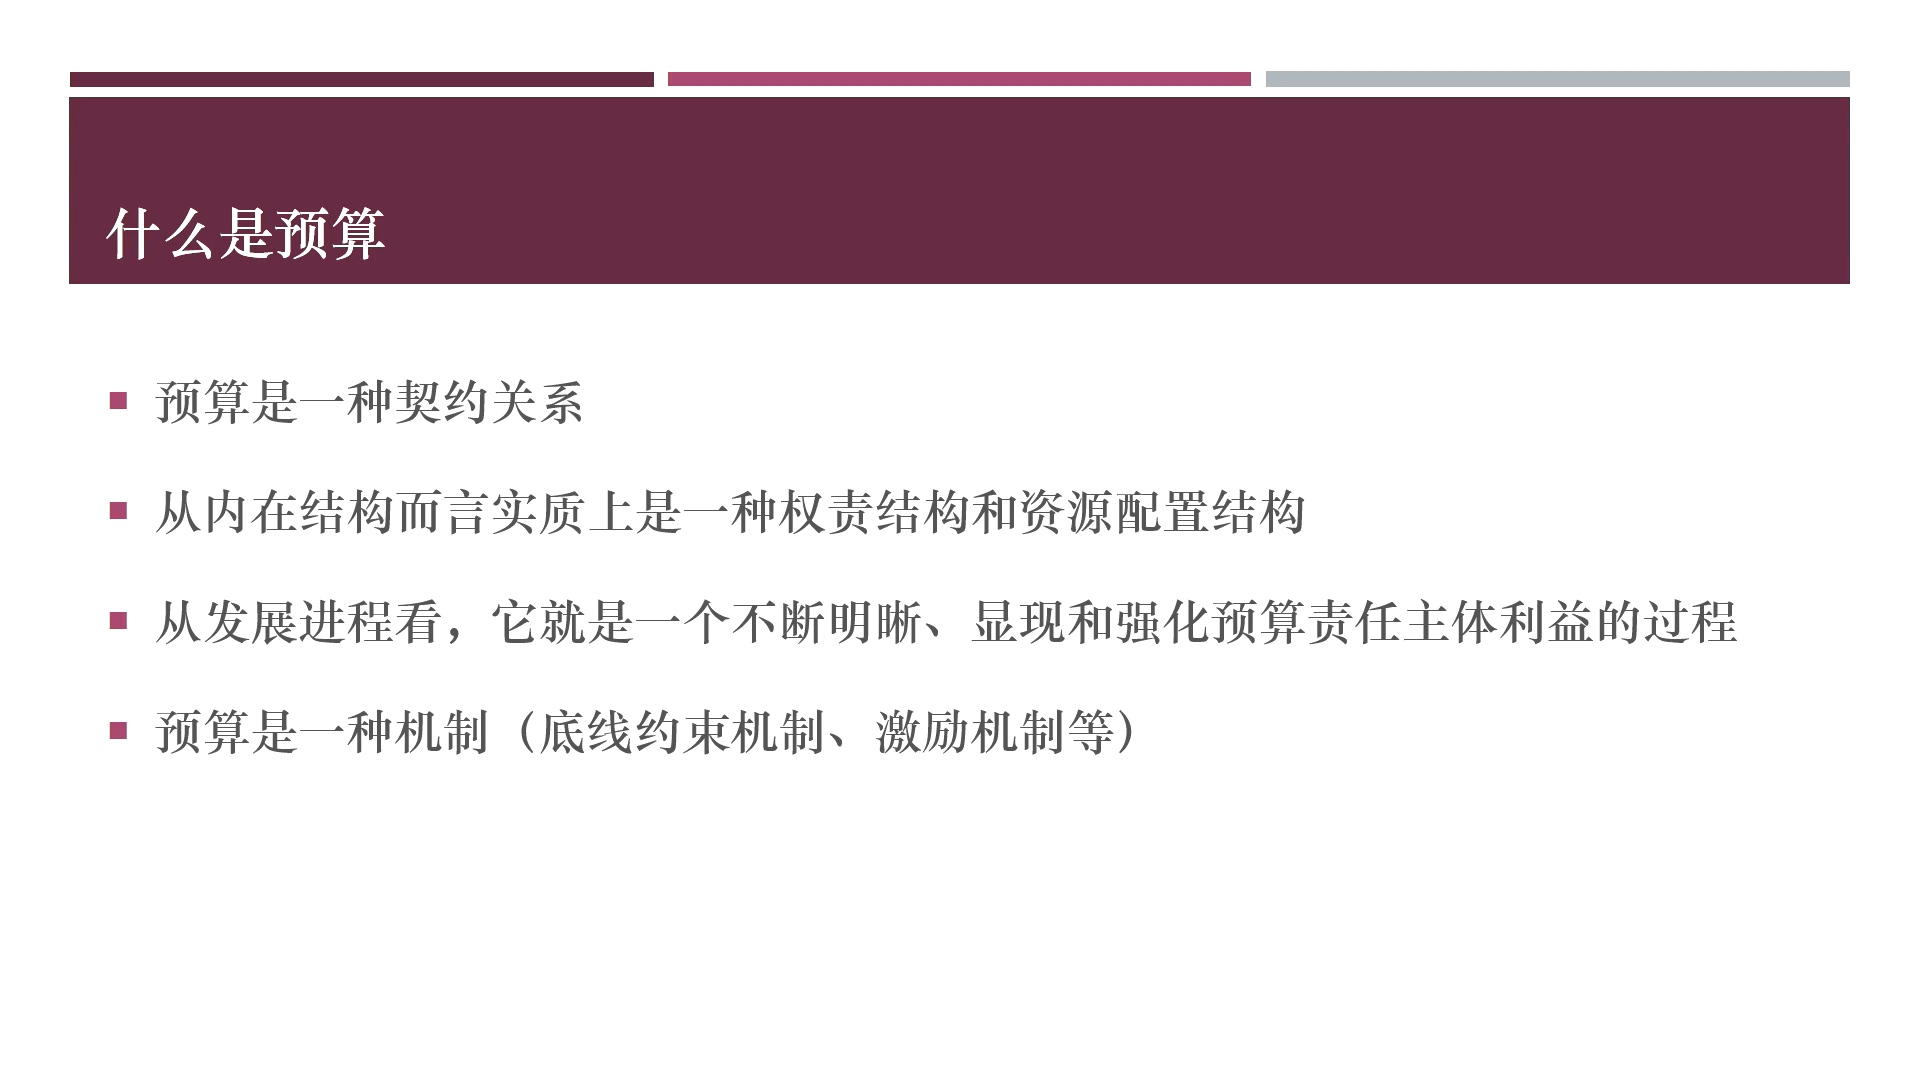 什么是预算
预算是一种契约关系
从内在结构而言实质上是一种权责结构和资源配置结构
从发展进程看，它就是一个不断明晰、显现和强化预算责任主体利益的过程
预算是一种机制（底线约束机制、激励机制等）